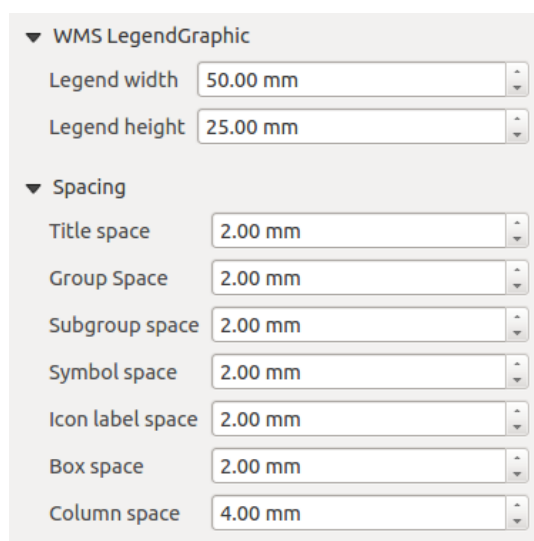 WMS LegendGraphic
Legend width 50.00 mm
Legend height 25.00 mm
Spacing
Title space 2.00 mm
Group Space 2.00 mm
Subgroup space 2.00 mm
Symbol space 2.00 mm
Icon label space 2.00 mm
Box space 2.00 mm
Column space 4.00 mm